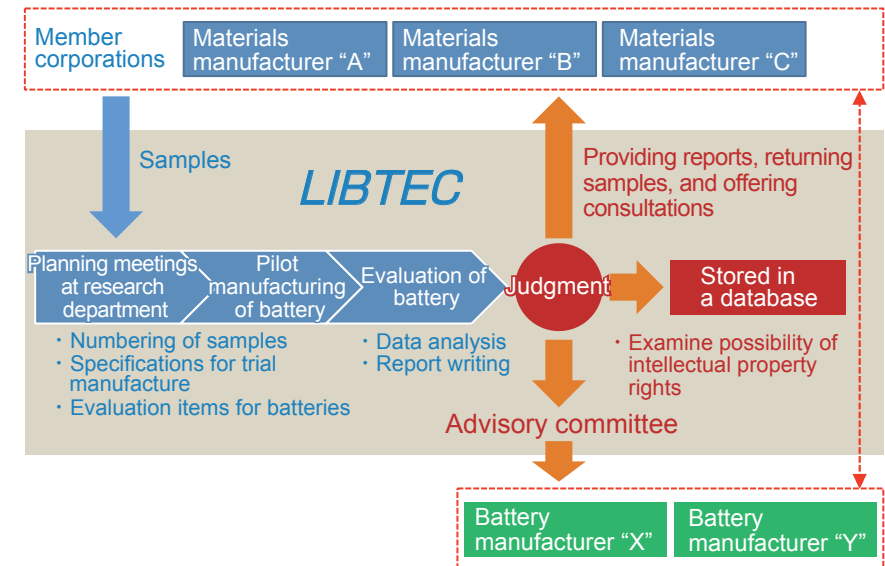 Member
corporations
Materials
manufacturer “A”
Materials
manufacturer “B”
Materials
manufacturer “C”
Samples
LIBTEC
Providing reports, returning
samples, and offering
consultations
Planning meetings
at research
department
Pilot
manufacturing
of battery
Evaluation of
battery
Judgment
Stored in
a database
・Numbering of samples
・Specifications for trial
manufacture
・Evaluation items for batteries
・Data analysis
・Report writing
・Examine possibility of
intellectual property
rights
Advisory committee
Battery
manufacturer “X”
Battery
manufacturer “Y”